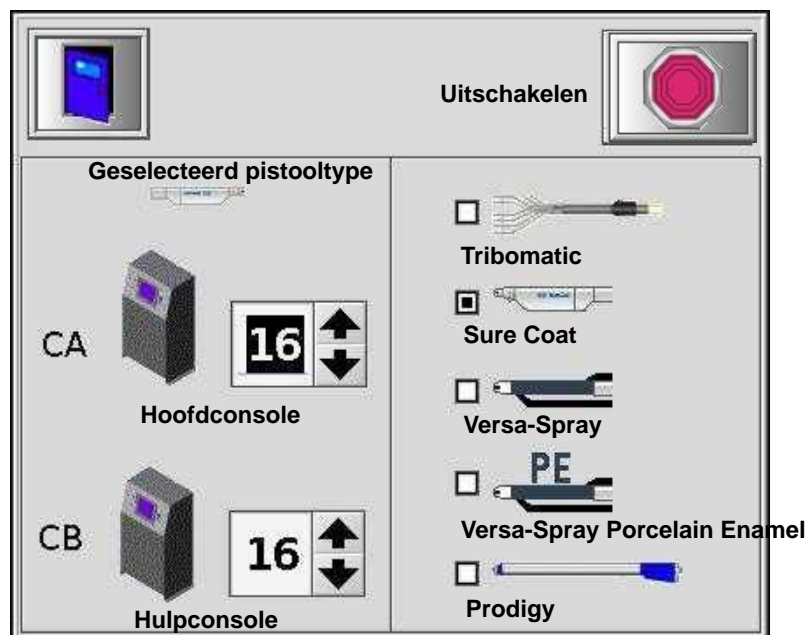 Uitschakelen
Geselecteerd pistooltype
CA
16
Hoofdconsole
CB
16
Hulpconsole
Tribomatic
Sure Coat
Versa-Spray
PE
Versa-Spray Porcelain Enamel
Prodigy